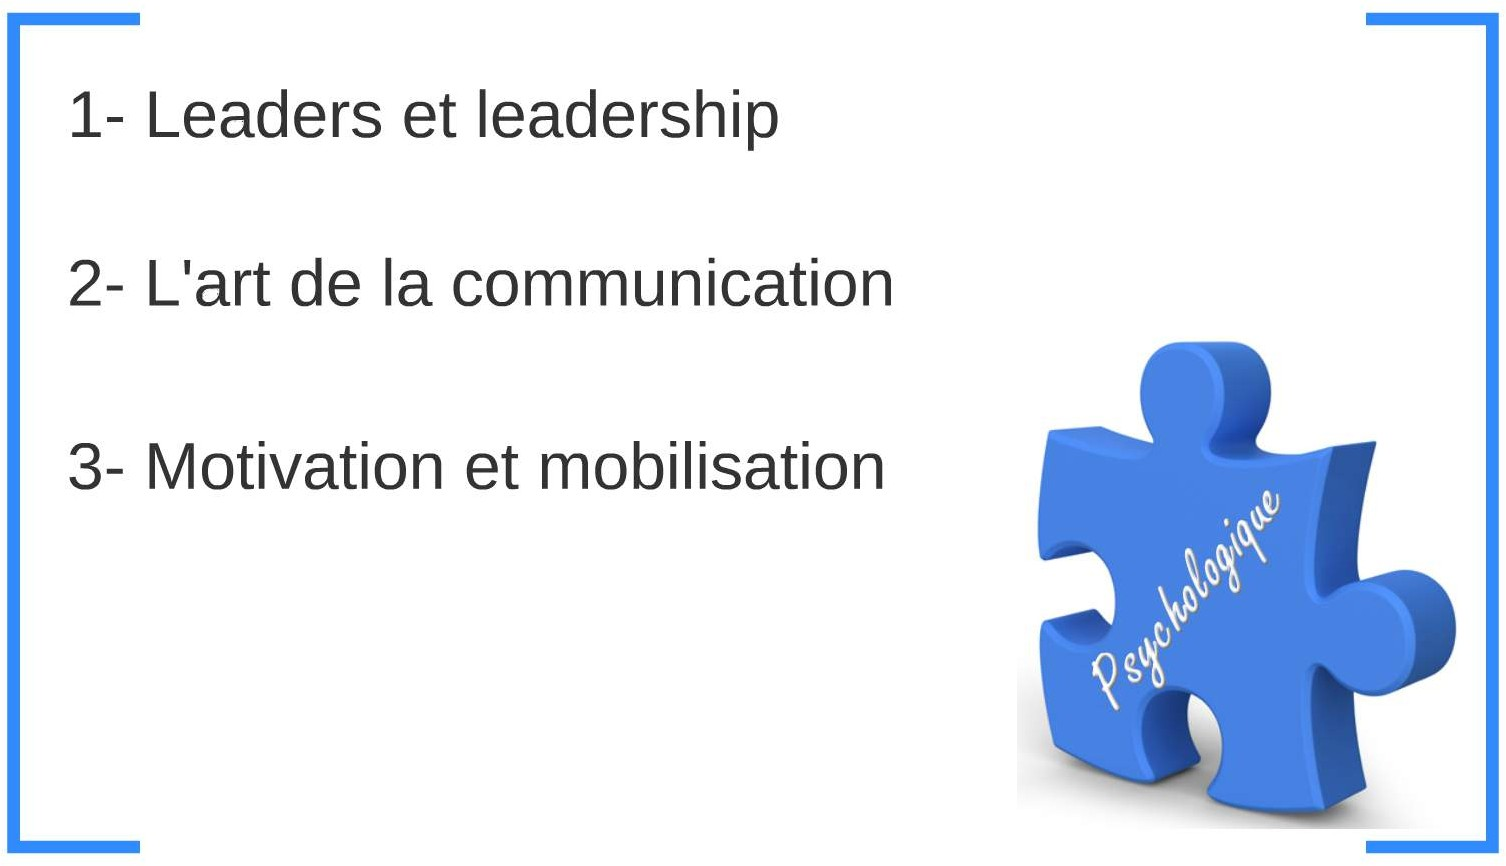 1- Leaders et leadership
2- L'art de la communication
3- Motivation et mobilisation
Psychologique